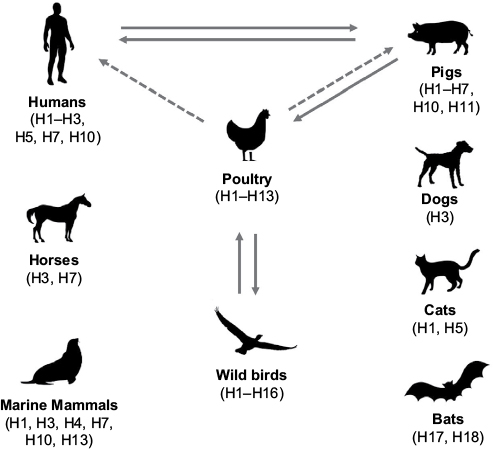 Humans
(H1–H3,
H5, H7, H10)
Pigs
(H1–H7,
H10, H11)
Poultry
(H1–H13)
Dogs
(H3)
Horses
(H3, H7)
Cats
(H1, H5)
Wild birds
(H1–H16)
Marine Mammals
(H1, H3, H4, H7,
H10, H13)
Bats
(H17, H18)